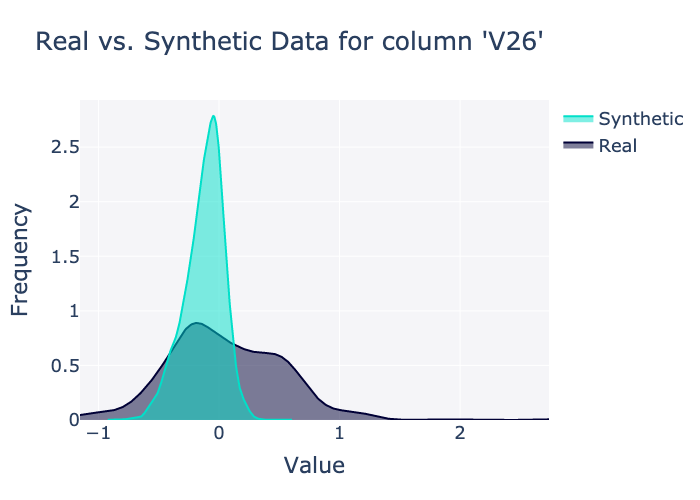 Real vs. Synthetic Data for column 'V26'
Synthetic
Real
Frequency
2.5
2
1.5
1
0.5
0
−1
0
1
2
Value